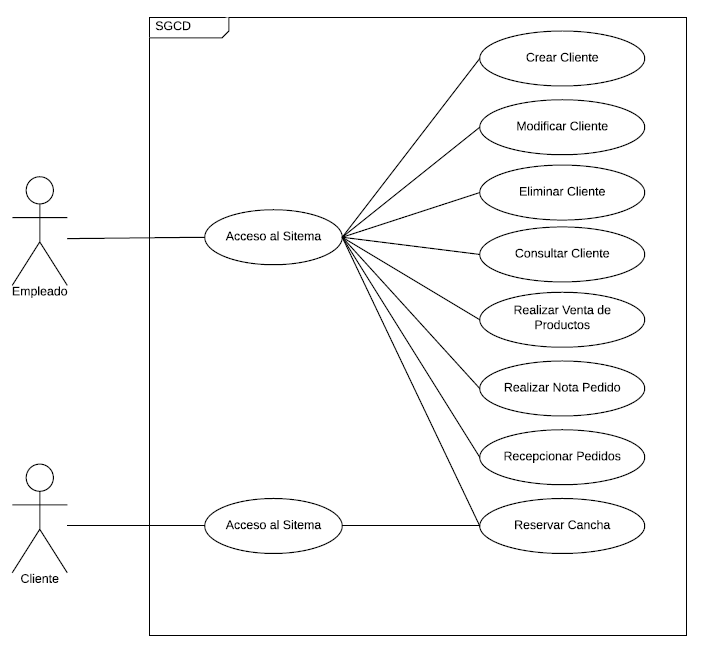 SGCD
Crear Cliente
Modificar Cliente
Eliminar Cliente
Acceso al Sitema
Consultar Cliente
Empleado
Realizar Venta de
Productos
Realizar Nota Pedido
Recepcionar Pedidos
Acceso al Sitema
Reservar Cancha
Cliente